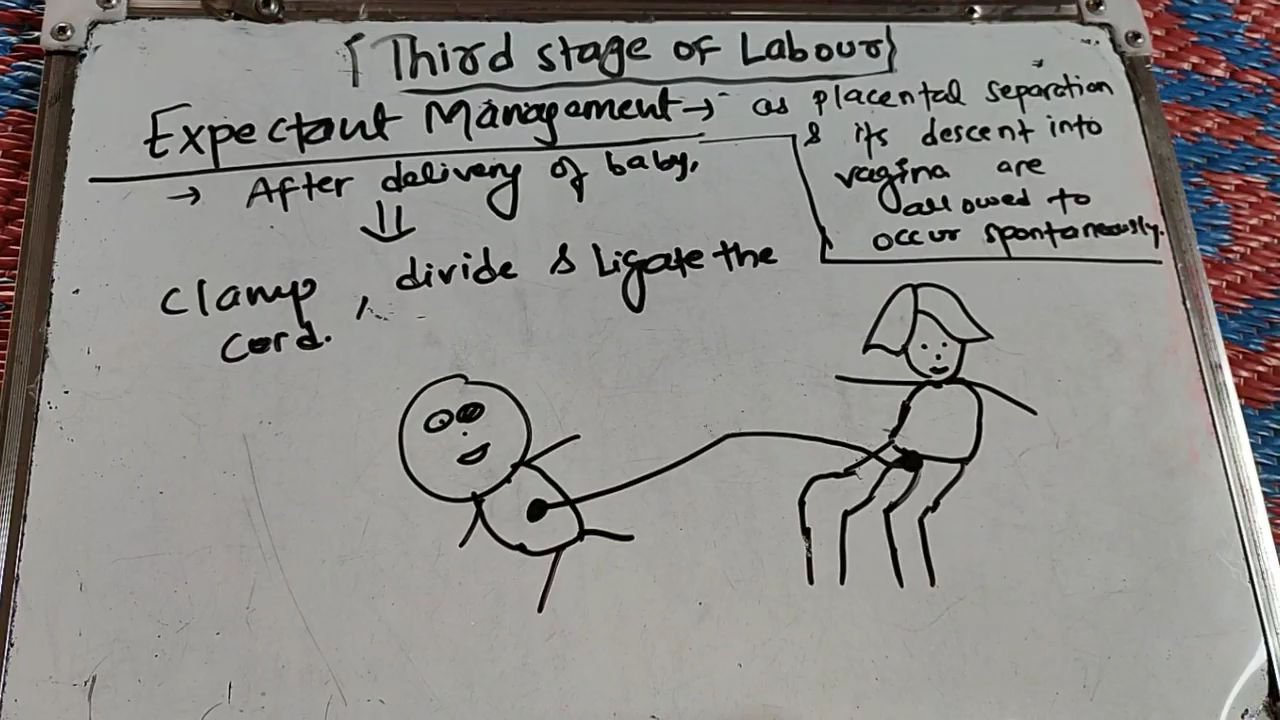 {Third stage of Labour}
Expectant Management → as placental separation
& its descent into
vagina are
allowed to
occur spontaneously.
→ After delivery of baby,
⇓
Clamp, divide & Ligate the
Cord.